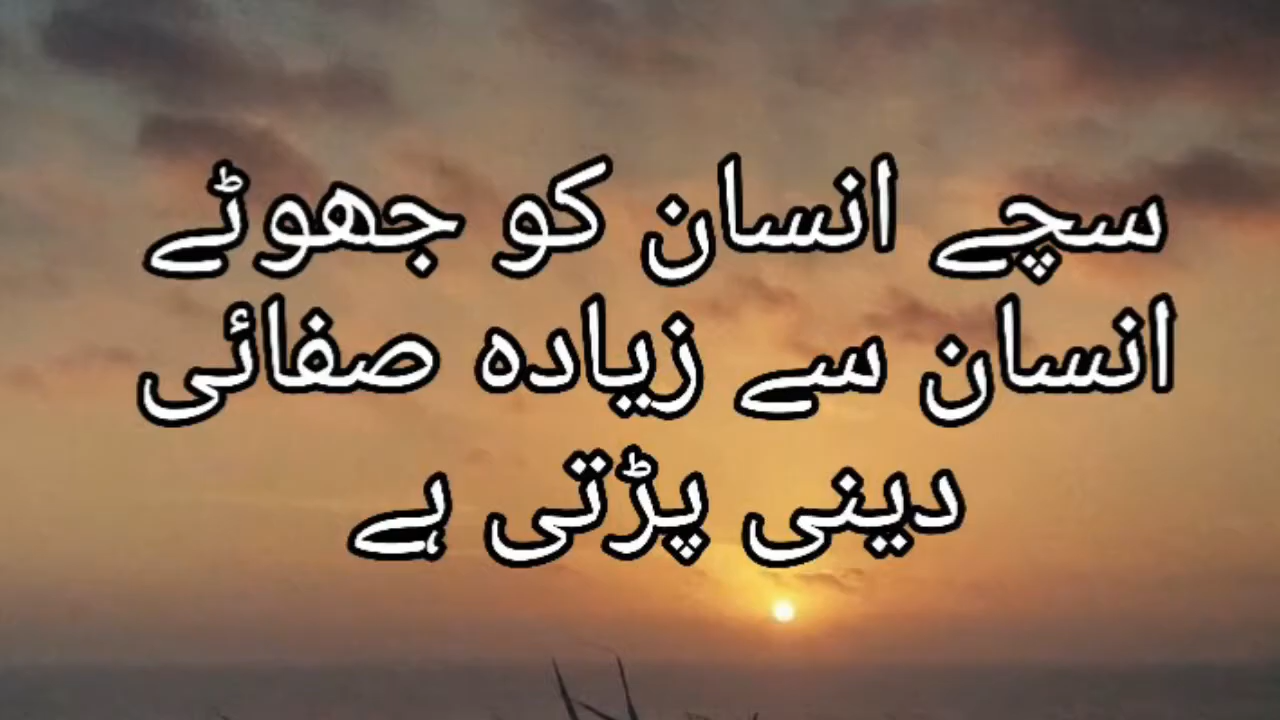 سچے انسان کو جھوٹے
انسان سے زیادہ صفائی
دینی پڑتی ہے